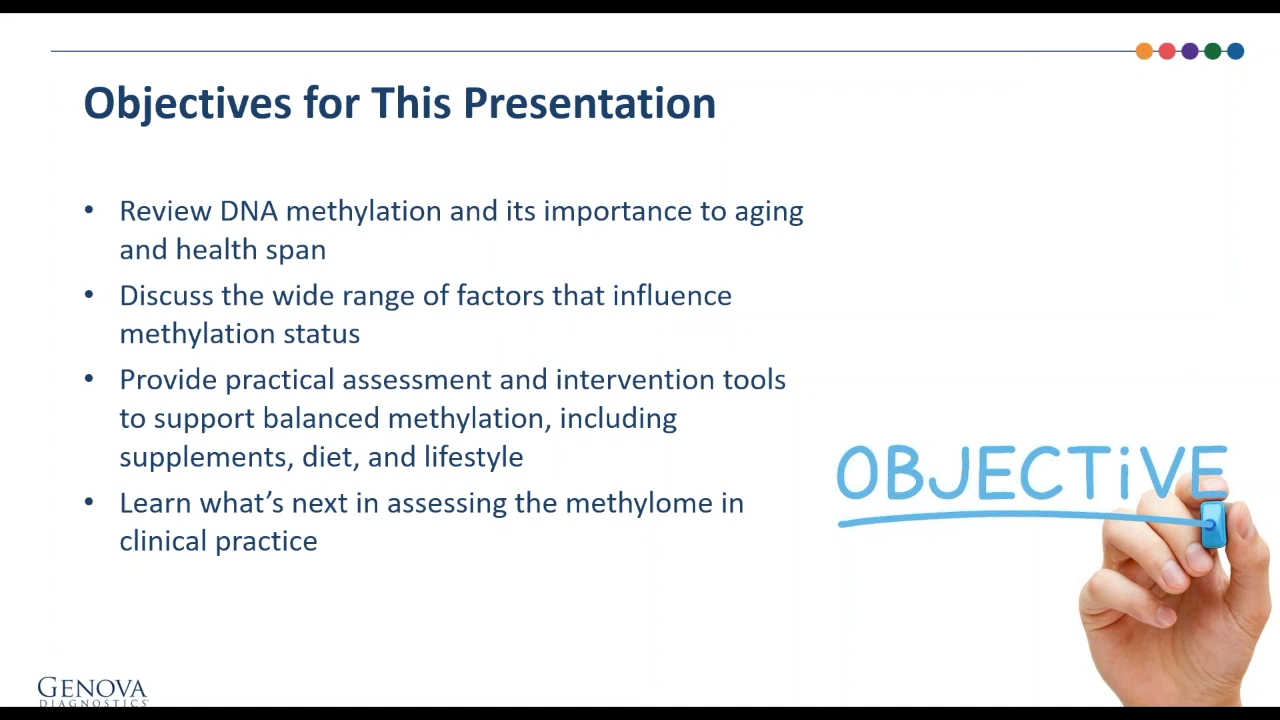 Objectives for This Presentation
• Review DNA methylation and its importance to aging
and health span
• Discuss the wide range of factors that influence
methylation status
• Provide practical assessment and intervention tools
to support balanced methylation, including
supplements, diet, and lifestyle
• Learn what’s next in assessing the methylome in
clinical practice
OBJECTiVE
GENOVA
DIAGNOSTICS